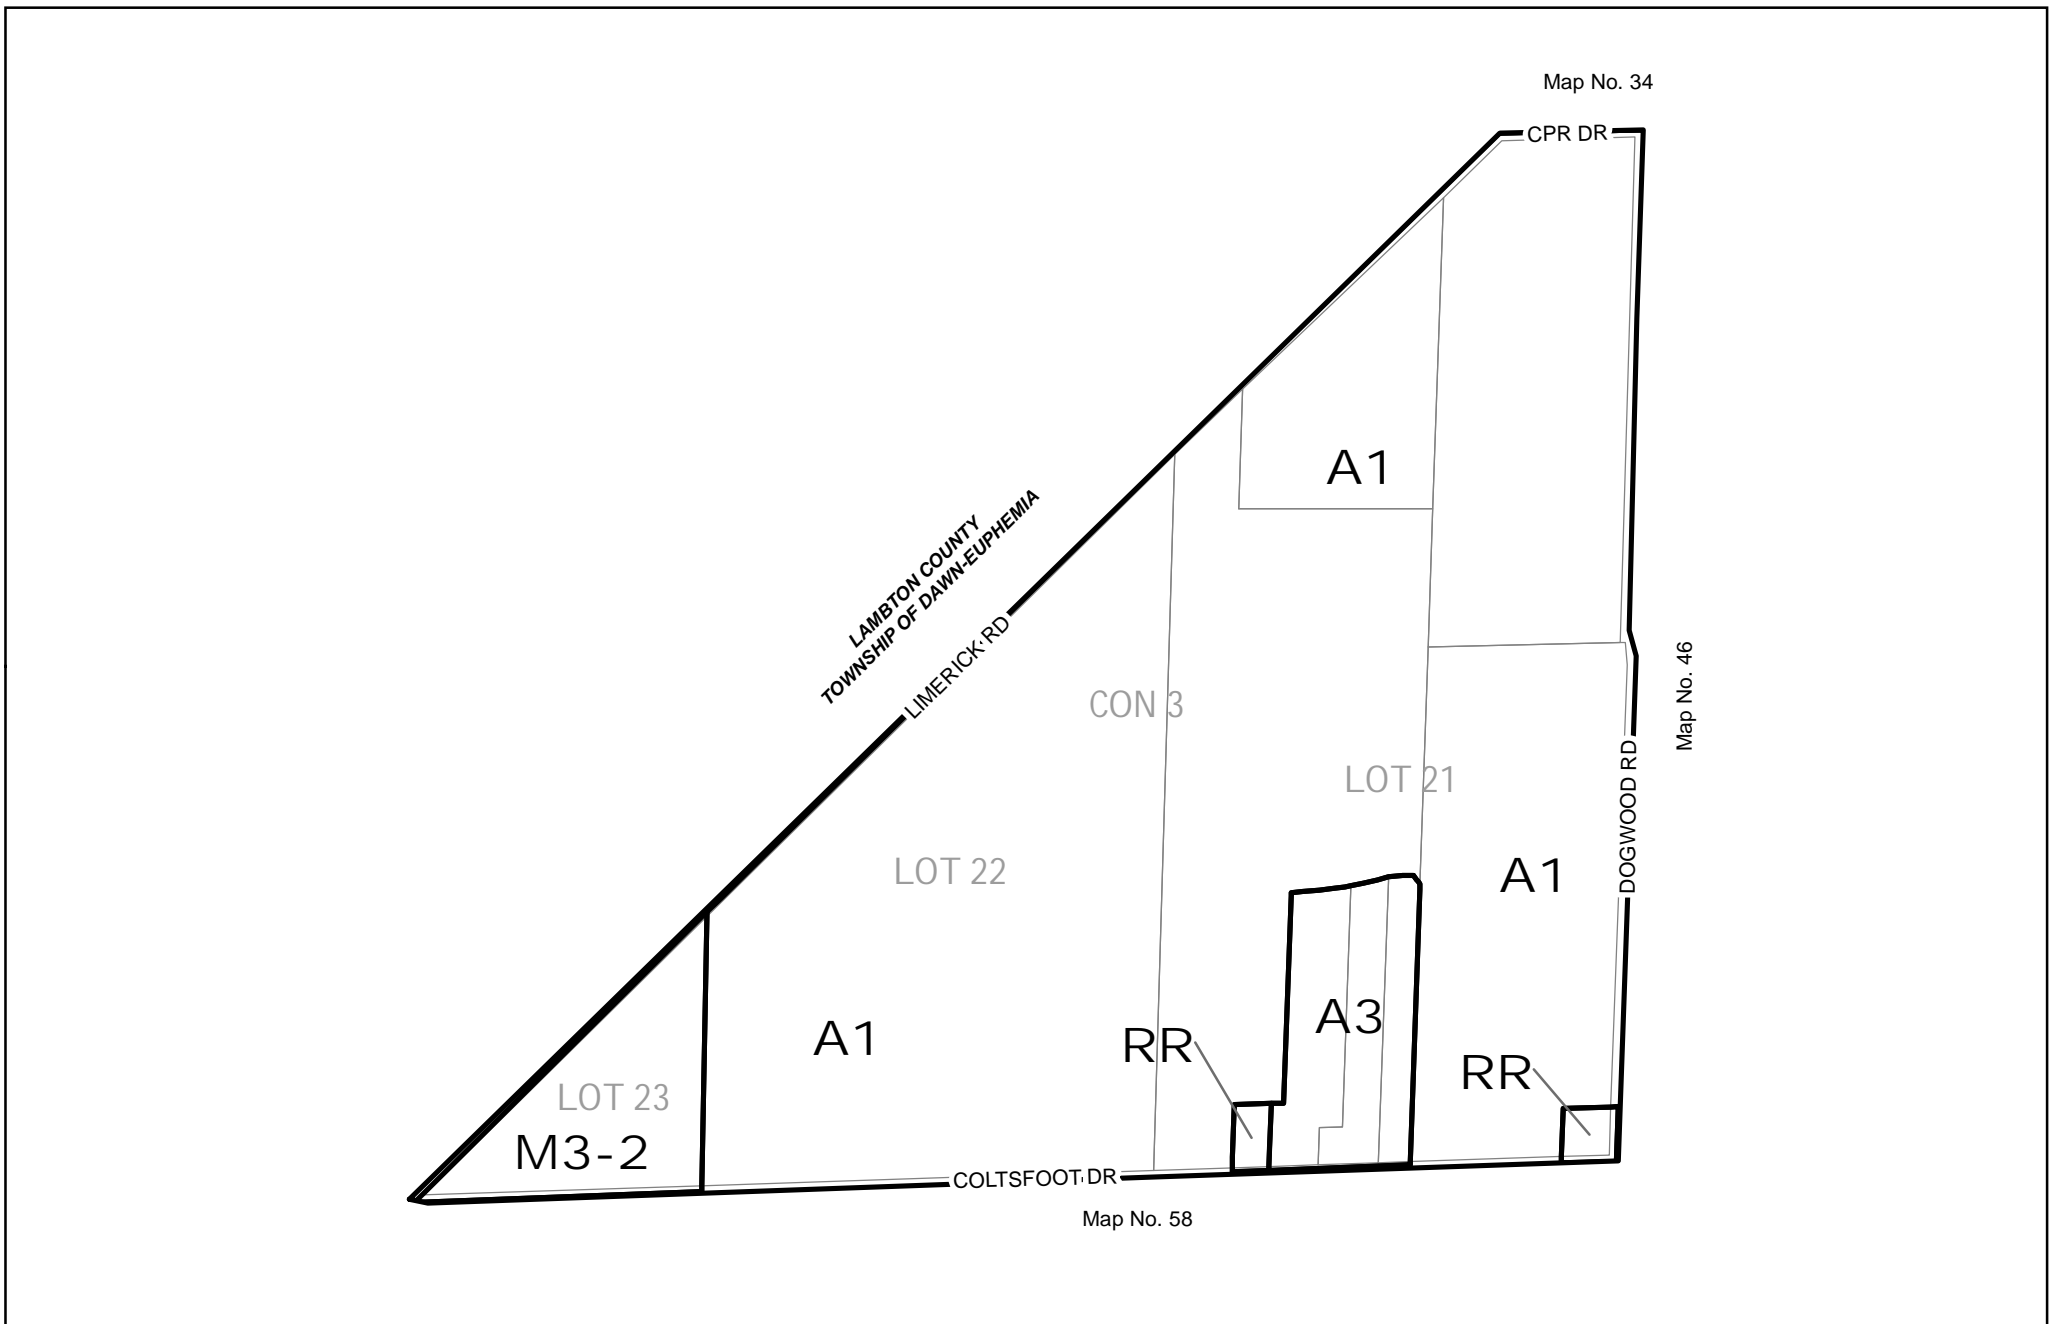 Map No. 34
CPR DR
A1
LAMBTON COUNTY
TOWNSHIP OF DAWN-EUPHEMIA
LIMERICK RD
CON 3
Map No. 46
LOT 21
DOGWOOD RD
LOT 22
A1
A3
A1
RR
RR
LOT 23
M3-2
COLTSFOOT DR
Map No. 58